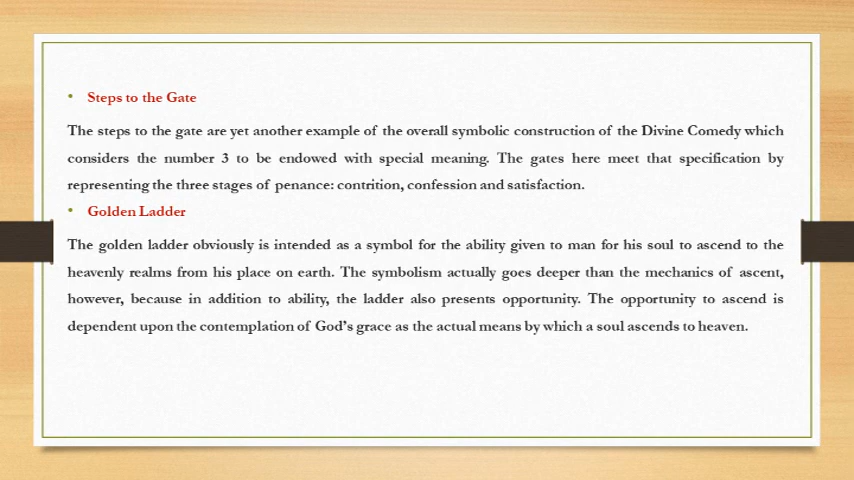 • Steps to the Gate
The steps to the gate are yet another example of the overall symbolic construction of the Divine Comedy which
considers the number 3 to be endowed with special meaning. The gates here meet that specification by
representing the three stages of penance: contrition, confession and satisfaction.
• Golden Ladder
The golden ladder obviously is intended as a symbol for the ability given to man for his soul to ascend to the
heavenly realms from his place on earth. The symbolism actually goes deeper than the mechanics of ascent,
however, because in addition to ability, the ladder also presents opportunity. The opportunity to ascend is
dependent upon the contemplation of God’s grace as the actual means by which a soul ascends to heaven.